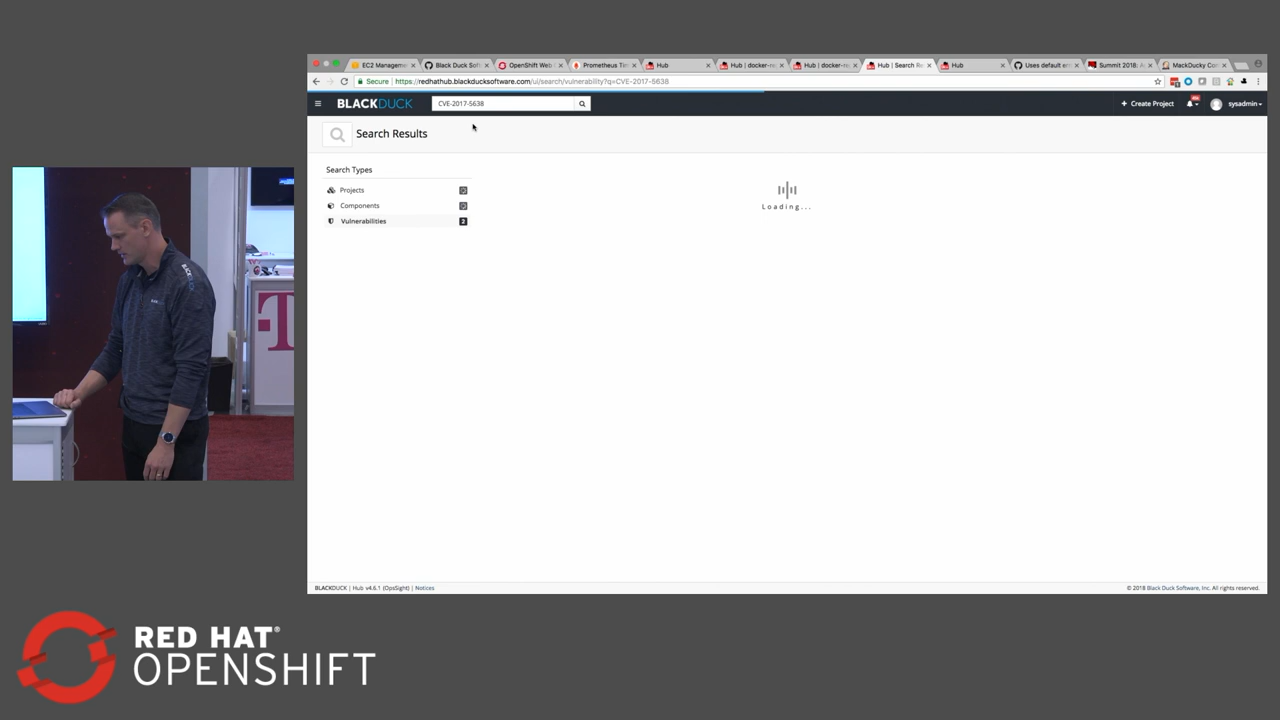 EC2 Manageme
Black Duck Soft
OpenShift Web
Prometheus Tim
Hub
Hub | docker-re
Hub | docker-re
Hub | Search Re
Hub
Uses default en
Summit 2018: A
MackDucky Con
Secure
https://redhathub.blackducksoftware.com/ui/search/vulnerability?q=CVE-2017-5638
BLACKDUCK
CVE-2017-5638
+ Create Project
sysadmin
Search Results
Search Types
Projects
Components
Vulnerabilities
2
Loading...
BLACKDUCK | Hub v4.6.1 (OpsSight) | Notices
© 2018 Black Duck Software, Inc. All rights reserved.
T
RED HAT®
OPENSHIFT